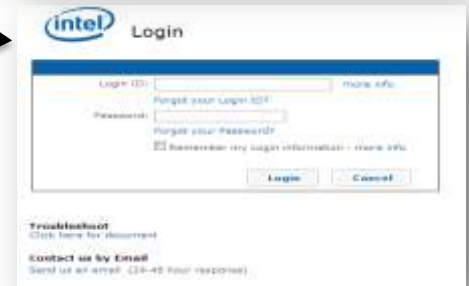 intel Login
Login ID: more info
Forgot your Login ID?
Password:
Forgot your Password?
Remember my Login information - more info
Login Cancel
Troubleshoot
Click here for document
Contact us by Email
Send us an email (24-48 hour response)